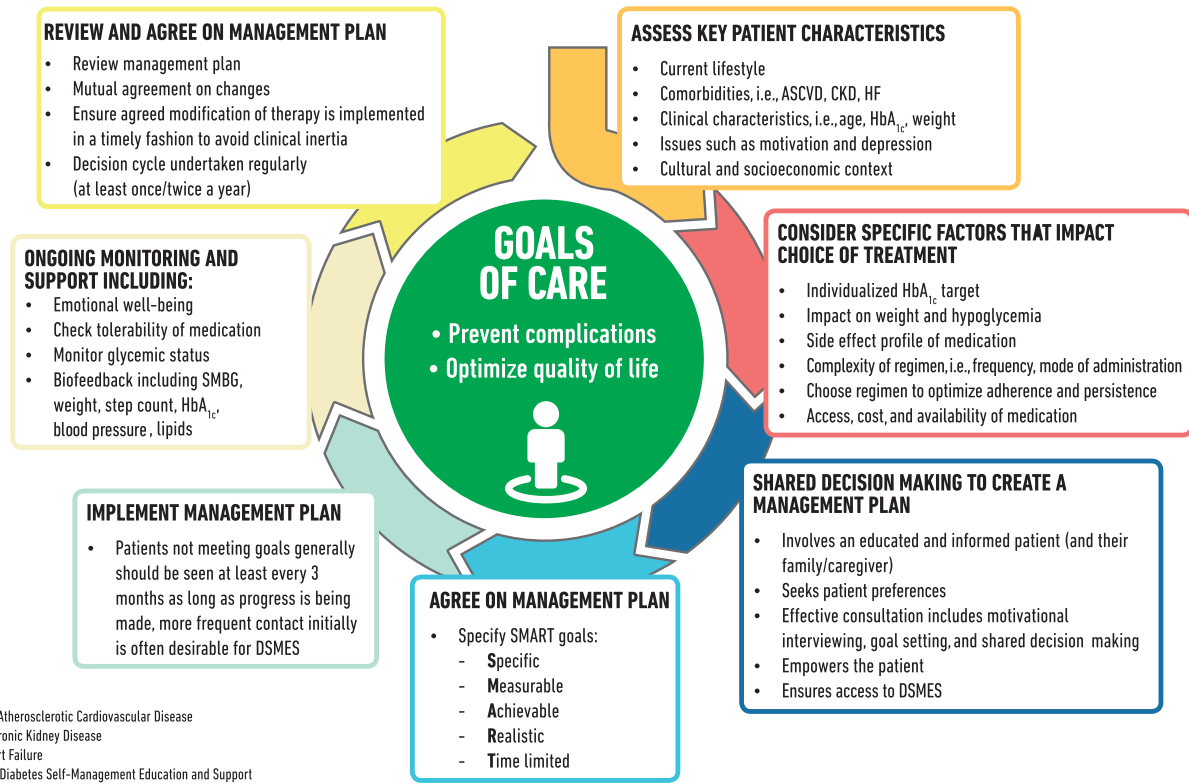 REVIEW AND AGREE ON MANAGEMENT PLAN
• Review management plan
• Mutual agreement on changes
• Ensure agreed modification of therapy is implemented
in a timely fashion to avoid clinical inertia
• Decision cycle undertaken regularly
(at least once/twice a year)
ASSESS KEY PATIENT CHARACTERISTICS
• Current lifestyle
• Comorbidities, i.e., ASCVD, CKD, HF
• Clinical characteristics, i.e., age, HbA1c, weight
• Issues such as motivation and depression
• Cultural and socioeconomic context
CONSIDER SPECIFIC FACTORS THAT IMPACT
CHOICE OF TREATMENT
• Individualized HbA1c target
• Impact on weight and hypoglycemia
• Side effect profile of medication
• Complexity of regimen, i.e., frequency, mode of administration
• Choose regimen to optimize adherence and persistence
• Access, cost, and availability of medication
SHARED DECISION MAKING TO CREATE A
MANAGEMENT PLAN
• Involves an educated and informed patient (and their
family/caregiver)
• Seeks patient preferences
• Effective consultation includes motivational
interviewing, goal setting, and shared decision making
• Empowers the patient
• Ensures access to DSMES
AGREE ON MANAGEMENT PLAN
• Specify SMART goals:
- Specific
- Measurable
- Achievable
- Realistic
- Time limited
IMPLEMENT MANAGEMENT PLAN
• Patients not meeting goals generally
should be seen at least every 3
months as long as progress is being
made, more frequent contact initially
is often desirable for DSMES
ONGOING MONITORING AND
SUPPORT INCLUDING:
• Emotional well-being
• Check tolerability of medication
• Monitor glycemic status
• Biofeedback including SMBG,
weight, step count, HbA1c,
blood pressure, lipids
GOALS
OF CARE
• Prevent complications
• Optimize quality of life
Atherosclerotic Cardiovascular Disease
ronic Kidney Disease
rt Failure
Diabetes Self-Management Education and Support